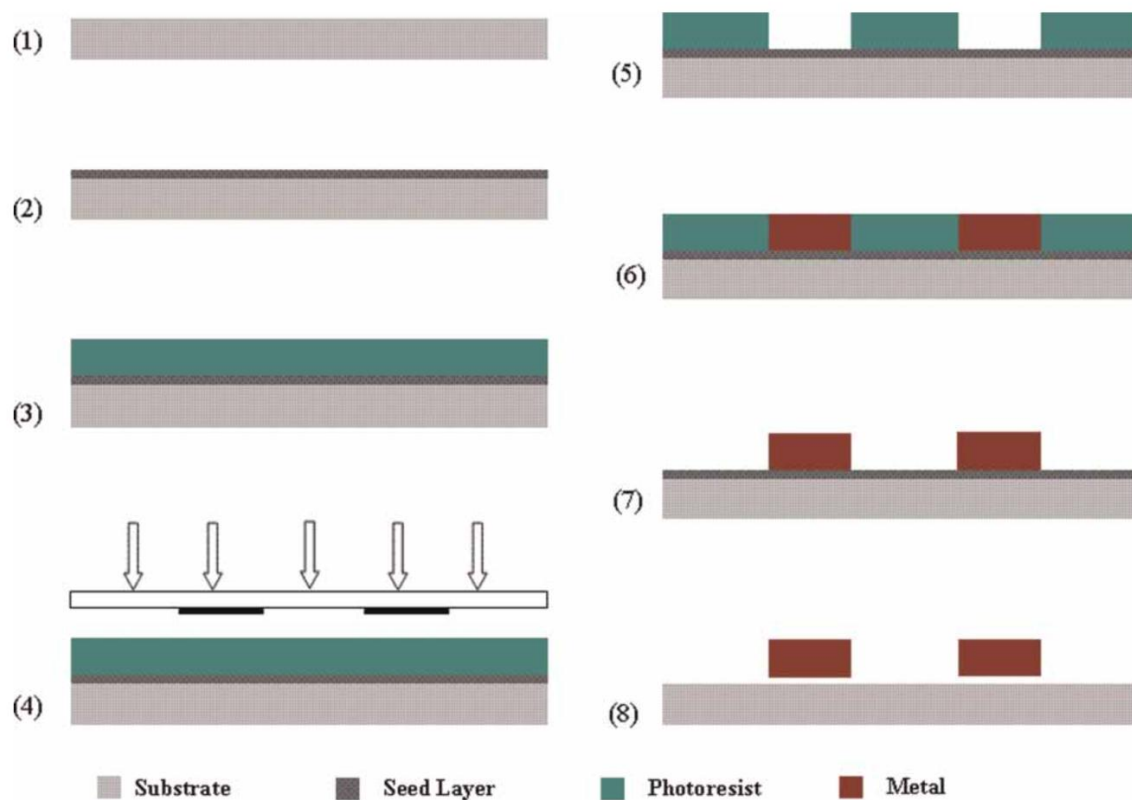 (1)
(2)
(3)
(4)
(5)
(6)
(7)
(8)
Substrate
Seed Layer
Photoresist
Metal